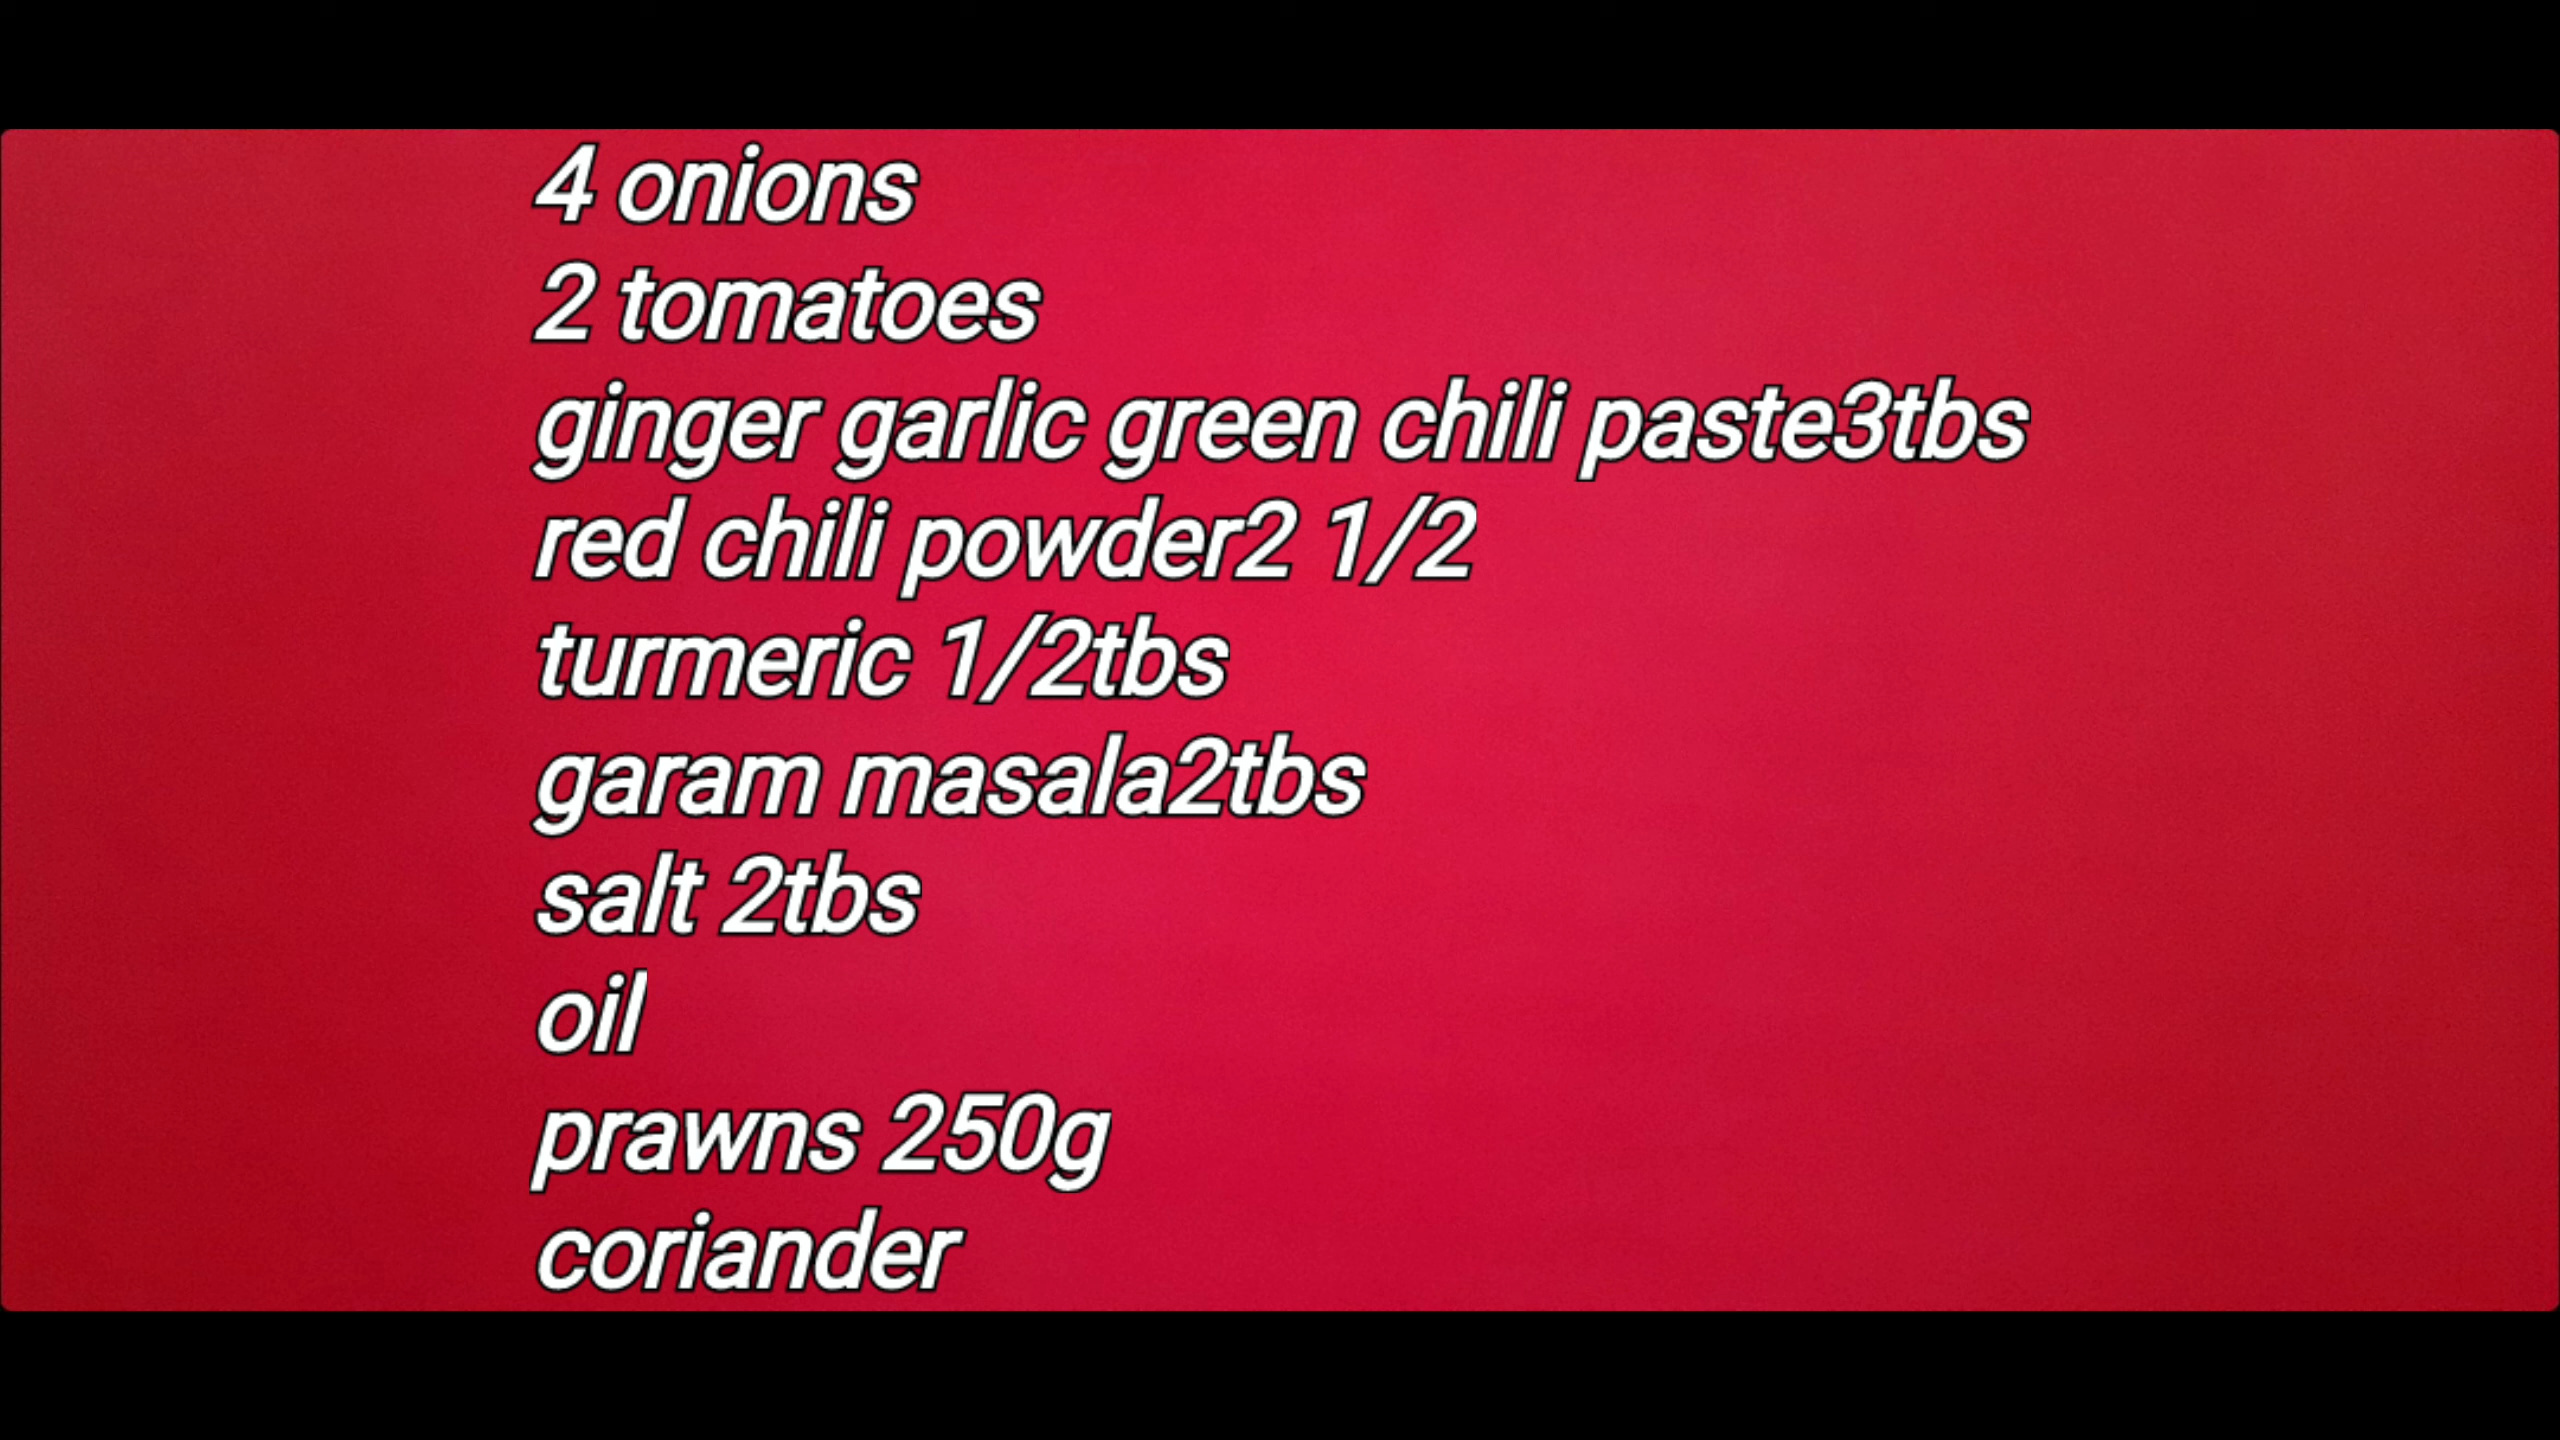 4 onions
2 tomatoes
ginger garlic green chili paste3tbs
red chili powder2 1/2
turmeric 1/2tbs
garam masala2tbs
salt 2tbs
oil
prawns 250g
coriander